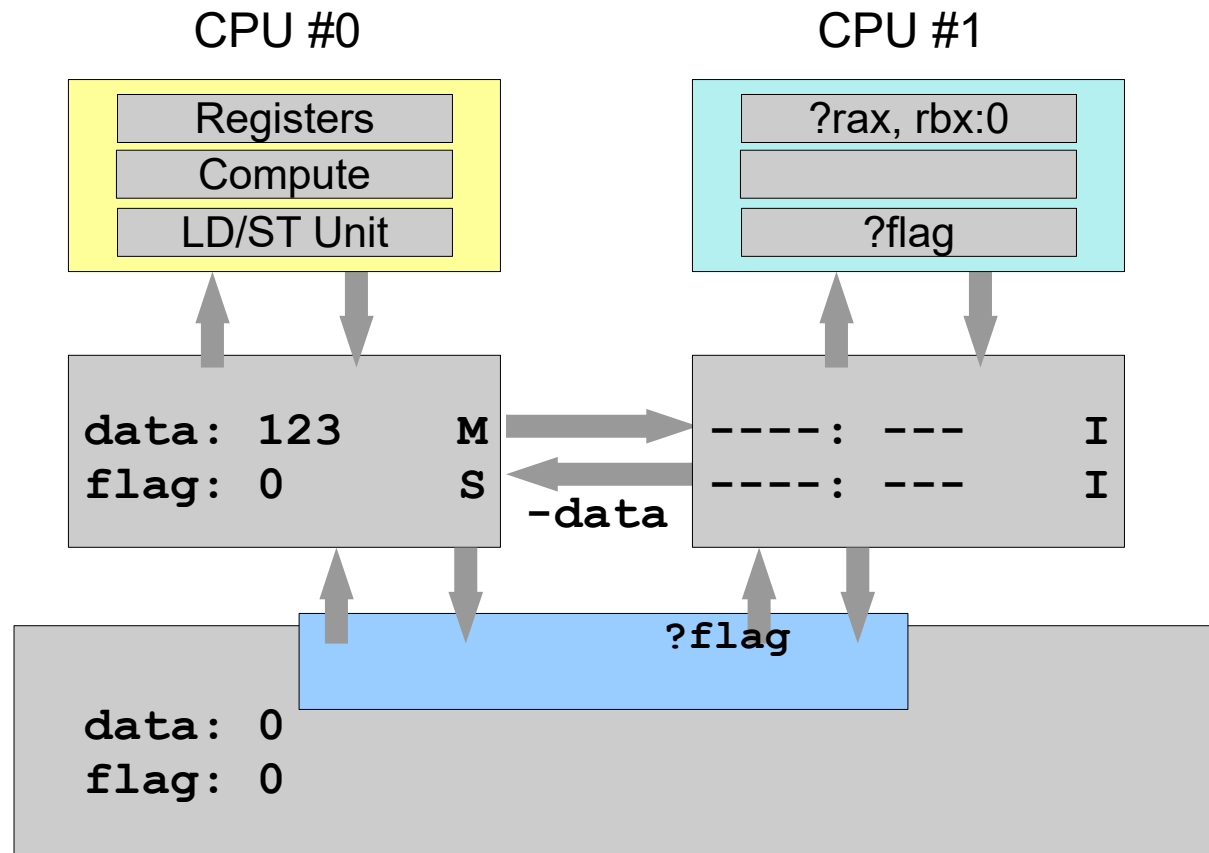 CPU #0
CPU #1
Registers
Compute
LD/ST Unit
?rax, rbx:0
?flag
data: 123 M
flag: 0 S
----: --- I
----: --- I
-data
?flag
data: 0
flag: 0